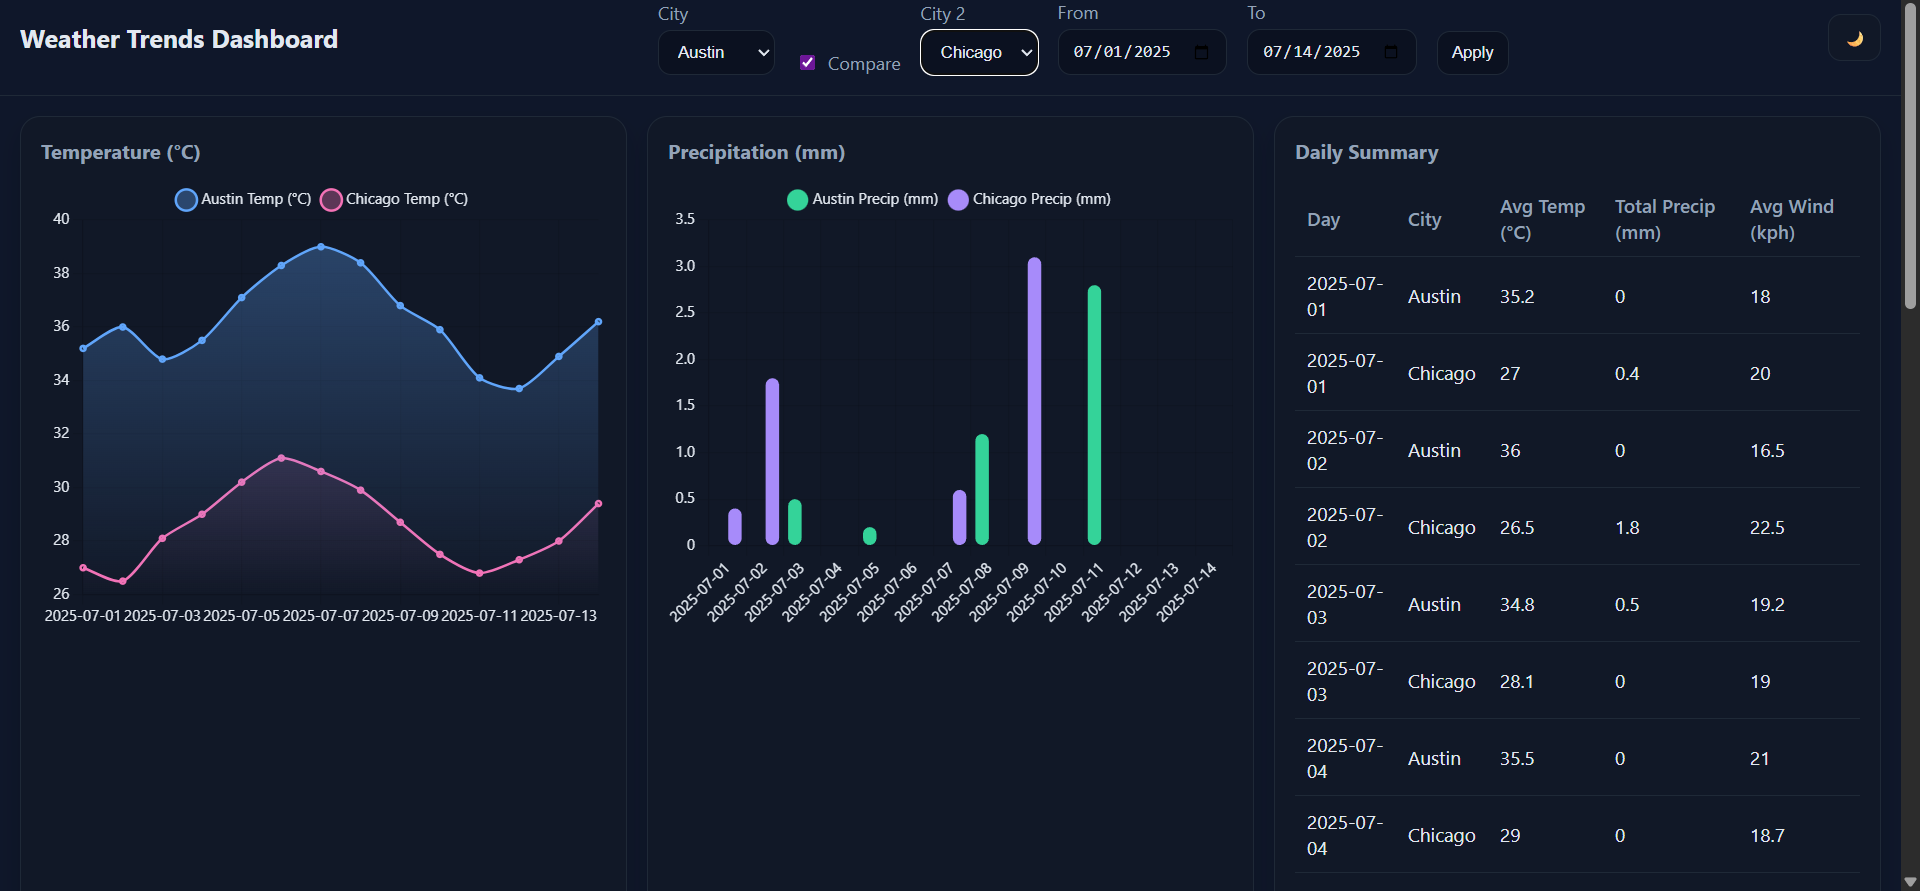 Weather Trends Dashboard
City
Austin
Compare
City 2
Chicago
From
07/01/2025
To
07/14/2025
Apply
Temperature (°C)
Austin Temp (°C) Chicago Temp (°C)
40
38
36
34
32
30
28
26
2025-07-01 2025-07-03 2025-07-05 2025-07-07 2025-07-09 2025-07-11 2025-07-13
Precipitation (mm)
Austin Precip (mm) Chicago Precip (mm)
3.5
3.0
2.5
2.0
1.5
1.0
0.5
0
2025-07-01 2025-07-02 2025-07-03 2025-07-04 2025-07-05 2025-07-06 2025-07-07 2025-07-08 2025-07-09 2025-07-10 2025-07-11 2025-07-12 2025-07-13 2025-07-14
Daily Summary
Day City Avg Temp (°C) Total Precip (mm) Avg Wind (kph)
2025-07-01 Austin 35.2 0 18
2025-07-01 Chicago 27 0.4 20
2025-07-02 Austin 36 0 16.5
2025-07-02 Chicago 26.5 1.8 22.5
2025-07-03 Austin 34.8 0.5 19.2
2025-07-03 Chicago 28.1 0 19
2025-07-04 Austin 35.5 0 21
2025-07-04 Chicago 29 0 18.7